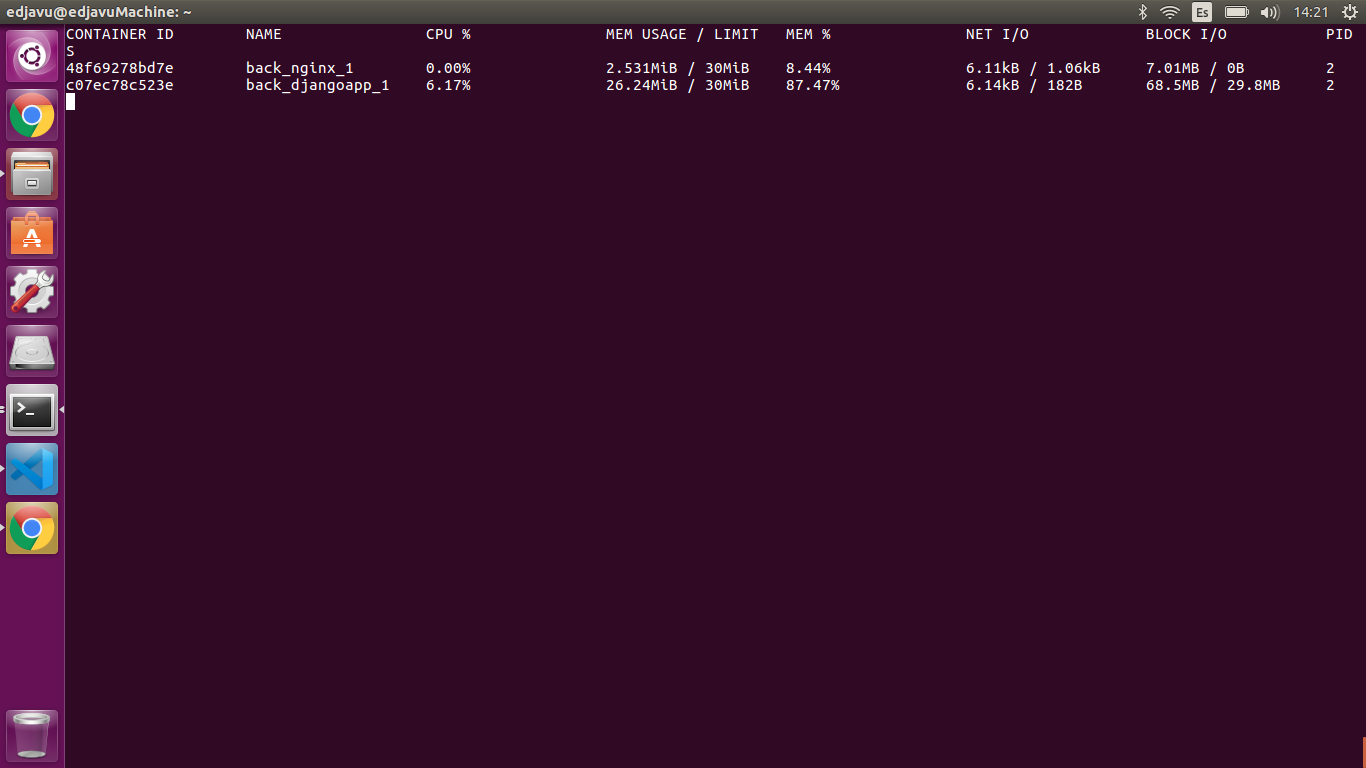 edjavu@edjavuMachine: ~ Es 14:21
CONTAINER ID NAME CPU % MEM USAGE / LIMIT MEM % NET I/O BLOCK I/O PID
S
48f69278bd7e back_nginx_1 0.00% 2.531MiB / 30MiB 8.44% 6.11kB / 1.06kB 7.01MB / 0B 2
c07ec78c523e back_djangoapp_1 6.17% 26.24MiB / 30MiB 87.47% 6.14kB / 182B 68.5MB / 29.8MB 2